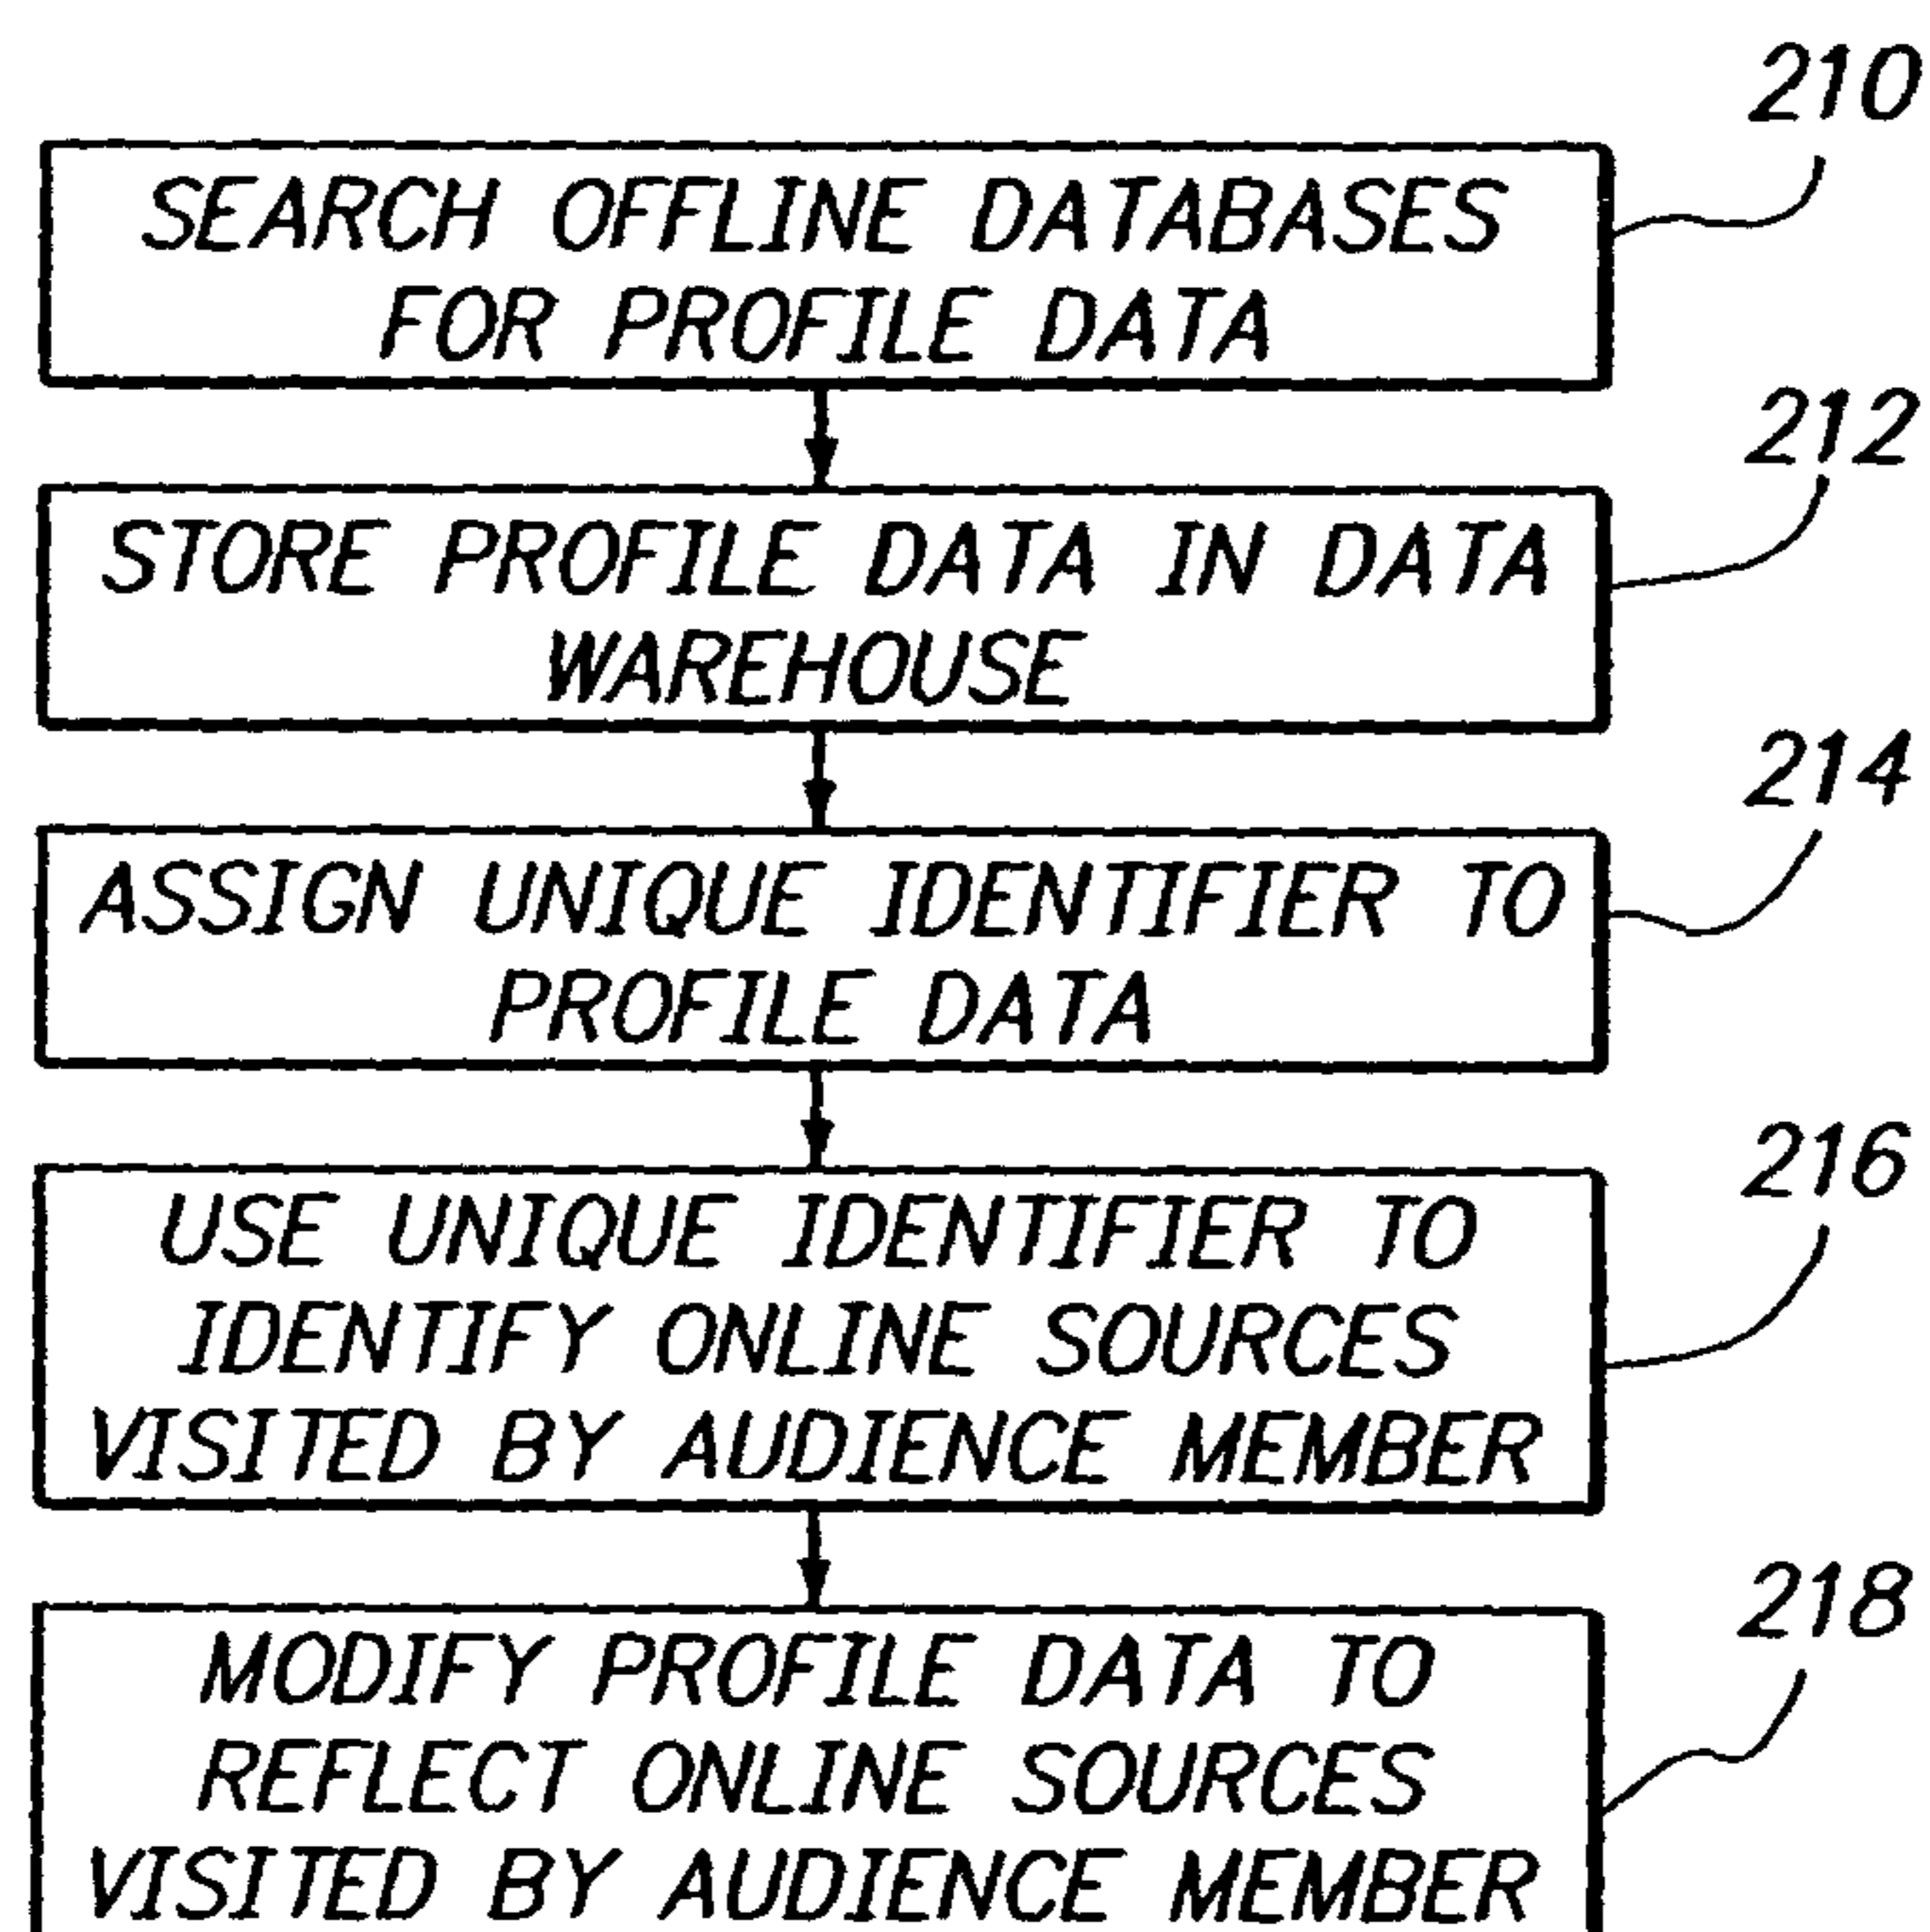 210
SEARCH OFFLINE DATABASES
FOR PROFILE DATA
212
STORE PROFILE DATA IN DATA
WAREHOUSE
214
ASSIGN UNIQUE IDENTIFIER TO
PROFILE DATA
216
USE UNIQUE IDENTIFIER TO
IDENTIFY ONLINE SOURCES
VISITED BY AUDIENCE MEMBER
218
MODIFY PROFILE DATA TO
REFLECT ONLINE SOURCES
VISITED BY AUDIENCE MEMBER